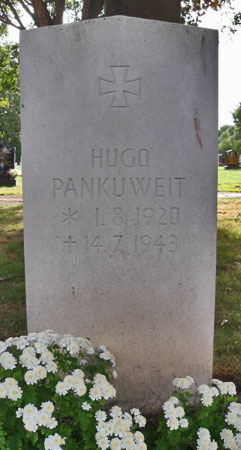 HUGO
PANKUWEIT
* 1.8.1920
† 14.7.1943